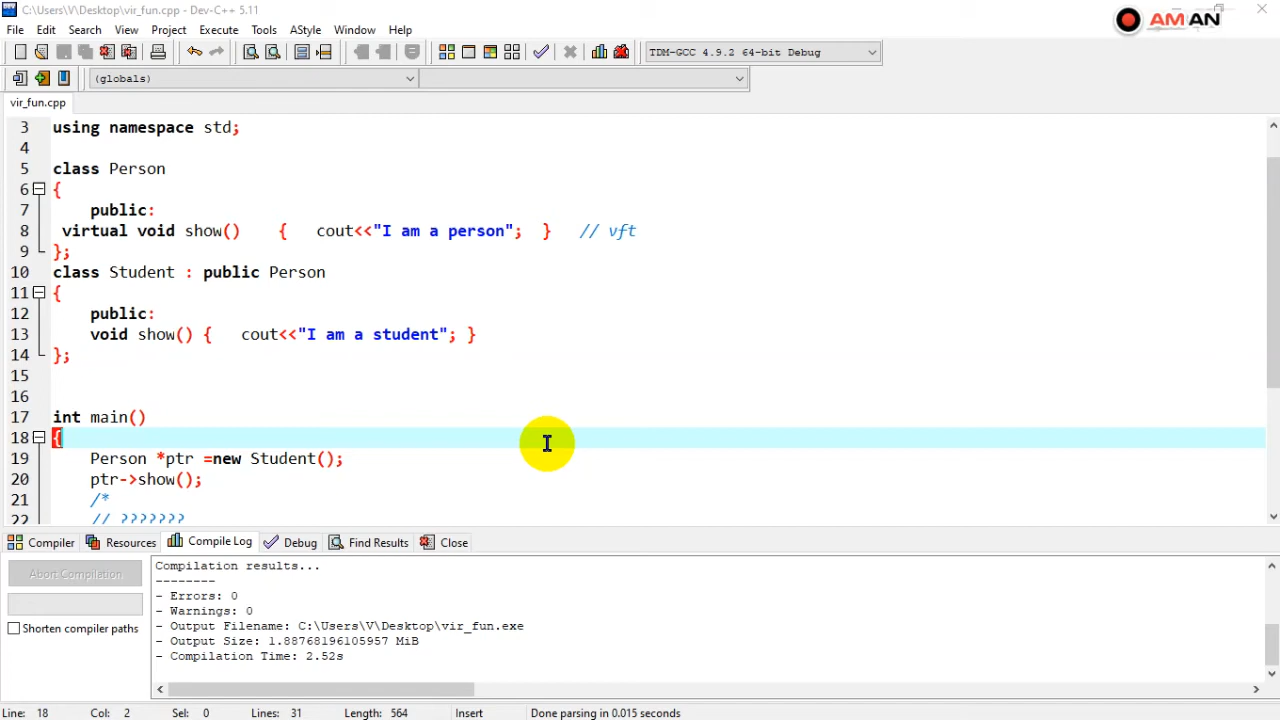 C:\Users\V\Desktop\vir_fun.cpp - Dev-C++ 5.11
AMAN
File Edit Search View Project Execute Tools AStyle Window Help
TDM-GCC 4.9.2 64-bit Debug
(globals)
vir_fun.cpp
3 using namespace std;
4
5 class Person
6 {
7 public:
8 virtual void show() { cout<<"I am a person"; } // vft
9 };
10 class Student : public Person
11 {
12 public:
13 void show() { cout<<"I am a student"; }
14 };
15
16
17 int main()
18 {
19 Person *ptr =new Student();
20 ptr->show();
21 /*
22 // ???????
Compiler Resources Compile Log Debug Find Results Close
Abort Compilation
Shorten compiler paths
Compilation results...
--------
- Errors: 0
- Warnings: 0
- Output Filename: C:\Users\V\Desktop\vir_fun.exe
- Output Size: 1.88768196105957 MiB
- Compilation Time: 2.52s
Line: 18 Col: 2 Sel: 0 Lines: 31 Length: 564 Insert Done parsing in 0.015 seconds